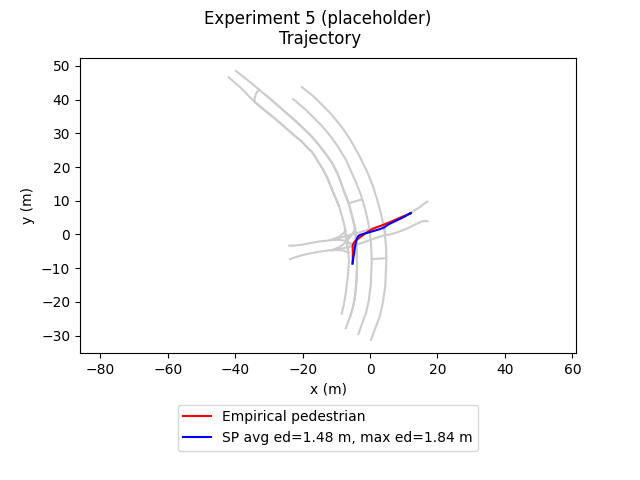 Experiment 5 (placeholder)
Trajectory
50
40
30
20
10
0
−10
−20
−30
y (m)
−80 −60 −40 −20 0 20 40 60
x (m)
Empirical pedestrian
SP avg ed=1.48 m, max ed=1.84 m